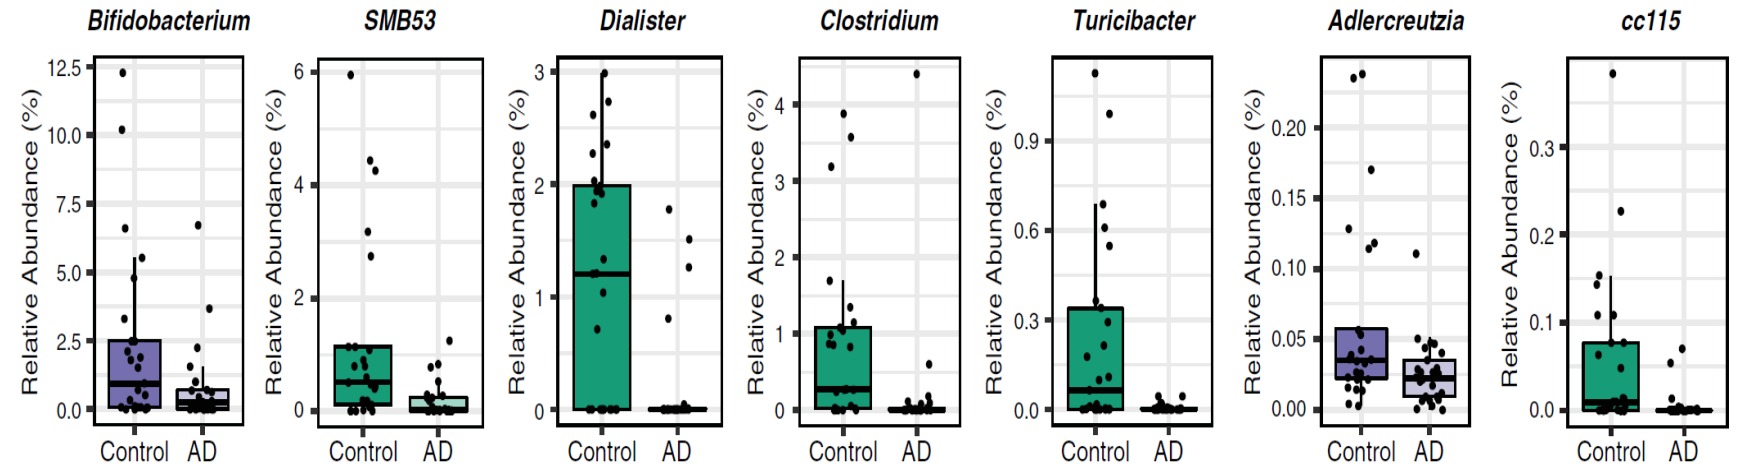 Bifidobacterium
Relative Abundance (%)
12.5
10.0
7.5
5.0
2.5
0.0
Control AD
SMB53
Relative Abundance (%)
6
4
2
0
Control AD
Dialister
Relative Abundance (%)
3
2
1
0
Control AD
Clostridium
Relative Abundance (%)
4
3
2
1
0
Control AD
Turicibacter
Relative Abundance (%)
0.9
0.6
0.3
0.0
Control AD
Adlercreutzia
Relative Abundance (%)
0.20
0.15
0.10
0.05
0.00
Control AD
cc115
Relative Abundance (%)
0.3
0.2
0.1
0.0
Control AD